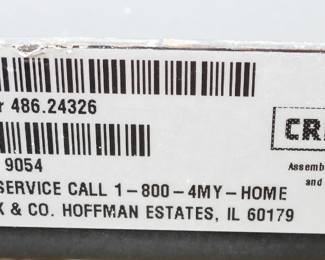 r 486.24326
9054
SERVICE CALL 1-800-4MY-HOME
K & CO. HOFFMAN ESTATES, IL 60179
CR
Assemb
and